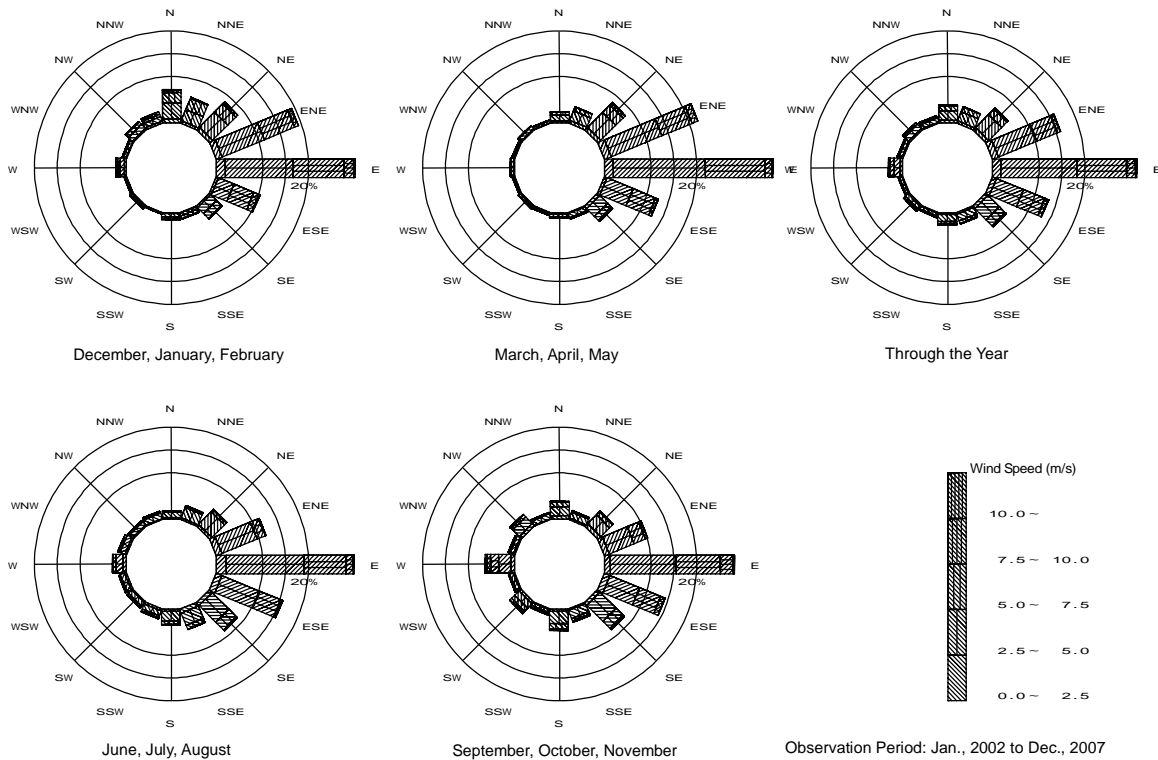 N
NNW NNE
NW NE
WNW ENE
W E
20%
WSW ESE
SW SE
SSW SSE
S
December, January, February
N
NNW NNE
NW NE
WNW ENE
W E
20%
WSW ESE
SW SE
SSW SSE
S
March, April, May
N
NNW NNE
NW NE
WNW ENE
W E
20%
WSW ESE
SW SE
SSW SSE
S
Through the Year
N
NNW NNE
NW NE
WNW ENE
W E
20%
WSW ESE
SW SE
SSW SSE
S
June, July, August
N
NNW NNE
NW NE
WNW ENE
W E
20%
WSW ESE
SW SE
SSW SSE
S
September, October, November
Wind Speed (m/s)
10.0~
7.5~ 10.0
5.0~ 7.5
2.5~ 5.0
0.0~ 2.5
Observation Period: Jan., 2002 to Dec., 2007